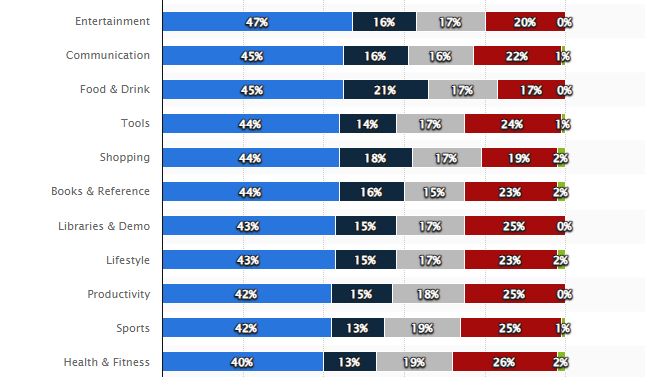 Entertainment 47% 16% 17% 20% 0%
Communication 45% 16% 16% 22% 1%
Food & Drink 45% 21% 17% 17% 0%
Tools 44% 14% 17% 24% 1%
Shopping 44% 18% 17% 19% 2%
Books & Reference 44% 16% 15% 23% 2%
Libraries & Demo 43% 15% 17% 25% 0%
Lifestyle 43% 15% 17% 23% 2%
Productivity 42% 15% 18% 25% 0%
Sports 42% 13% 19% 25% 1%
Health & Fitness 40% 13% 19% 26% 2%